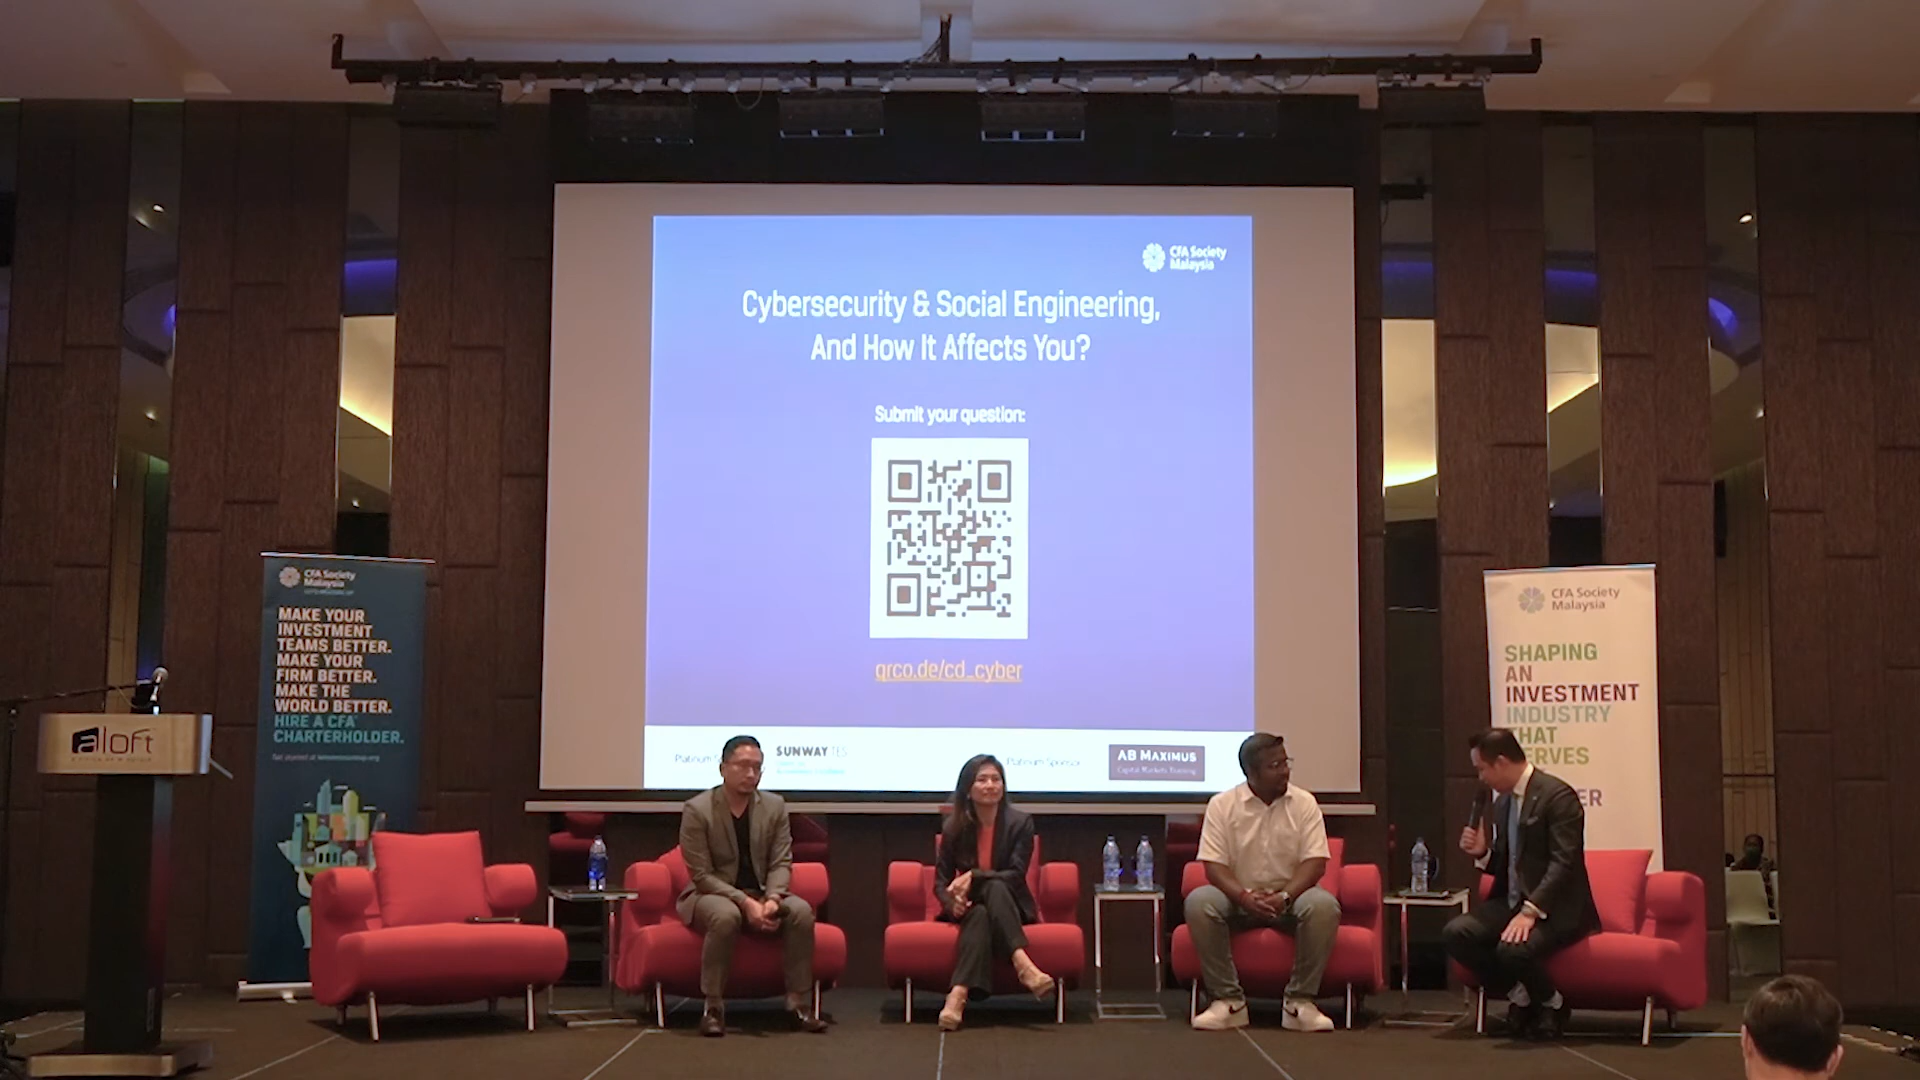 CFA Society
Malaysia
Cybersecurity & Social Engineering,
And How It Affects You?
Submit your question:
qrco.de/cd_cyber
Platinum
SUNWAY TES
Platinum Sponsor
AB MAXIMUS
Capital Markets Training
CFA Society
Malaysia
MAKE YOUR
INVESTMENT
TEAMS BETTER.
MAKE YOUR
FIRM BETTER.
MAKE THE
WORLD BETTER.
HIRE A CFA®
CHARTERHOLDER.
aloft
CFA Society
Malaysia
SHAPING
AN
INVESTMENT
INDUSTRY
THAT
ERVES
ER